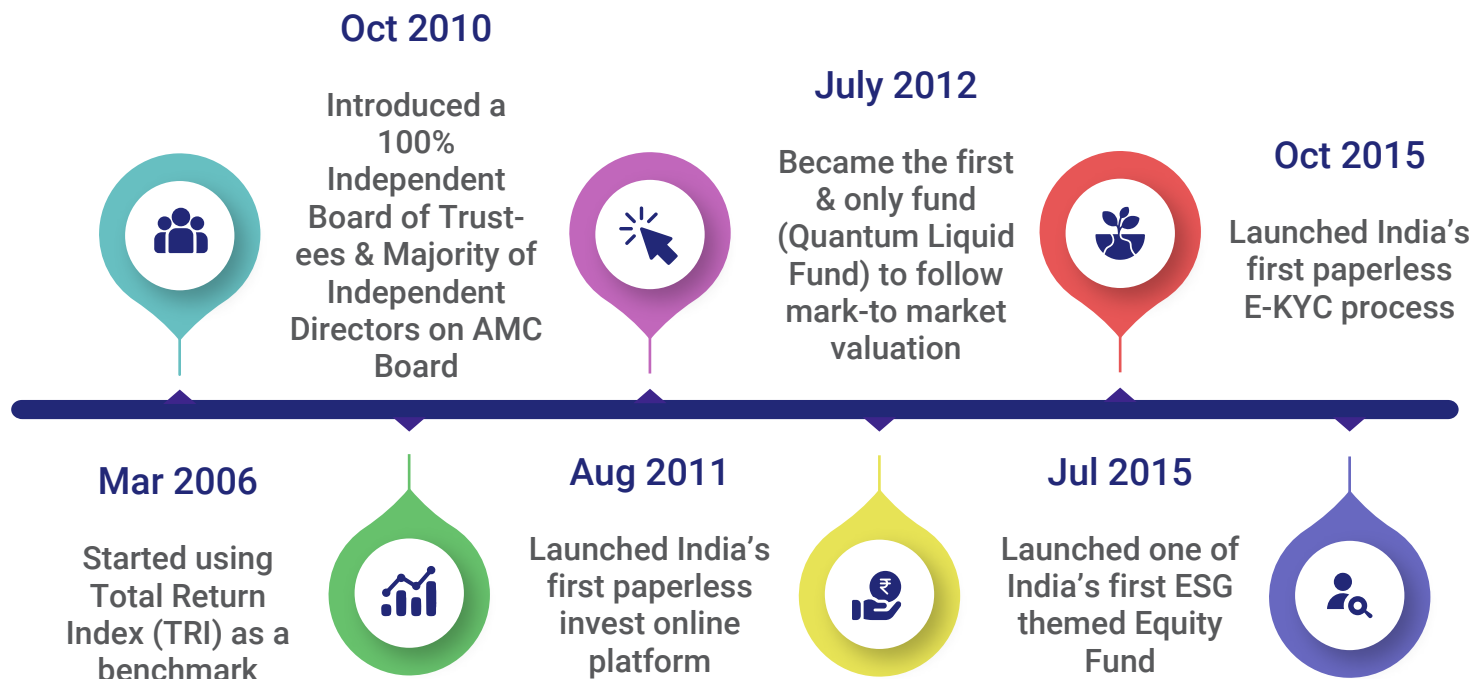 Oct 2010
Introduced a
100%
Independent
Board of Trust-
ees & Majority of
Independent
Directors on AMC
Board
July 2012
Became the first
& only fund
(Quantum Liquid
Fund) to follow
mark-to market
valuation
Oct 2015
Launched India’s
first paperless
E-KYC process
Mar 2006
Started using
Total Return
Index (TRI) as a
benchmark
Aug 2011
Launched India’s
first paperless
invest online
platform
₹
Jul 2015
Launched one of
India’s first ESG
themed Equity
Fund